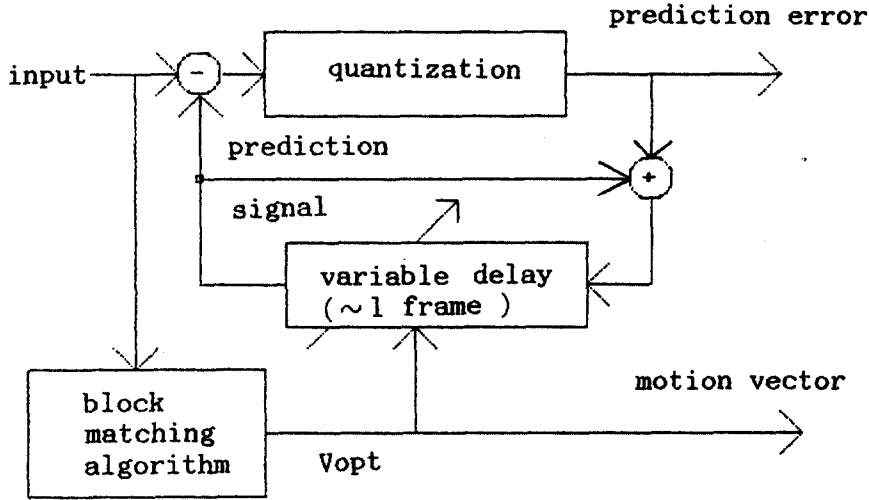 prediction error
input
-
quantization
prediction
+
signal
variable delay
(~1 frame )
motion vector
block
matching
algorithm
Vopt